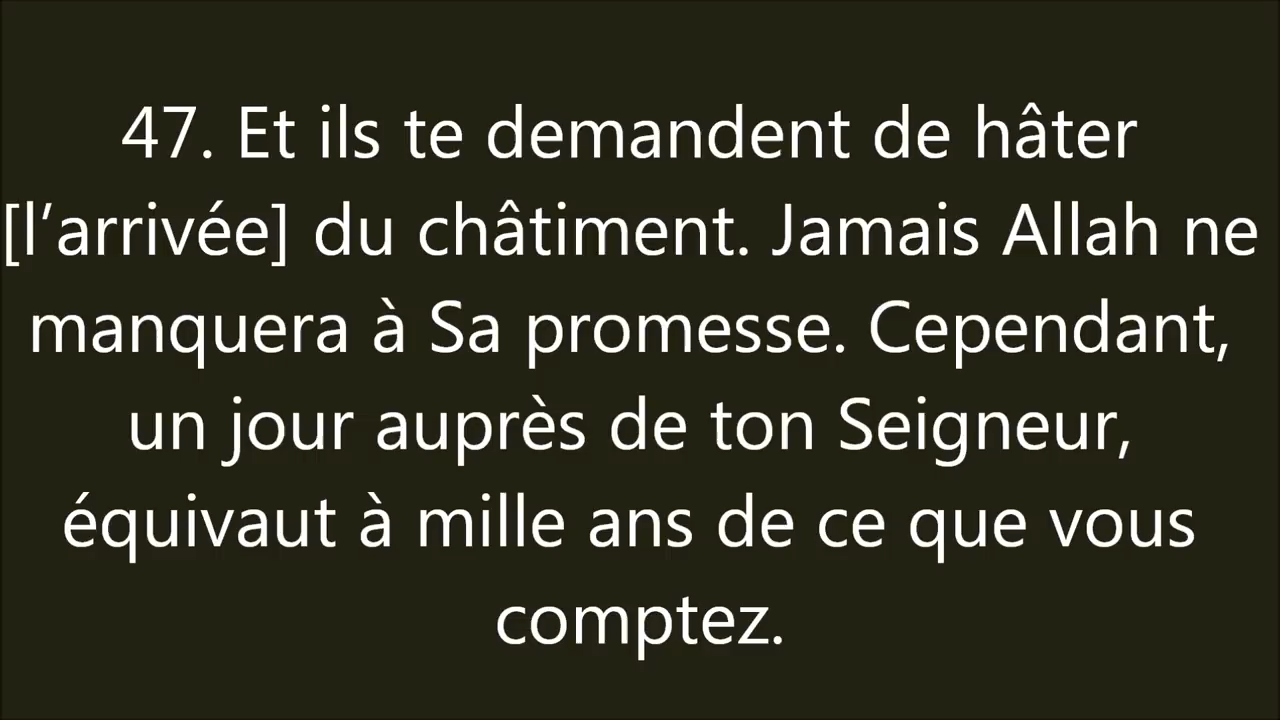 47. Et ils te demandent de hâter
[l’arrivée] du châtiment. Jamais Allah ne
manquera à Sa promesse. Cependant,
un jour auprès de ton Seigneur,
équivaut à mille ans de ce que vous
comptez.